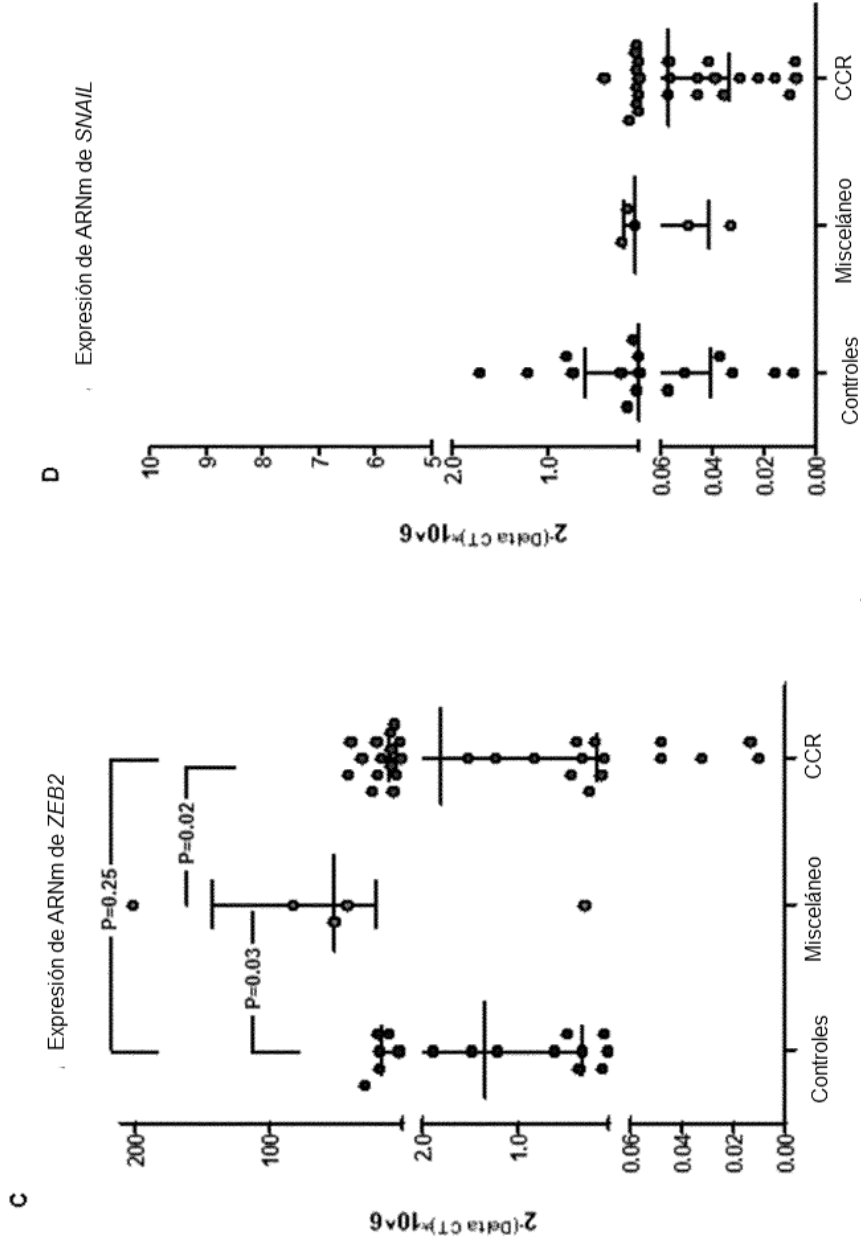 C
Expresión de ARNm de ZEB2
2^-(Delta CT)*10^6
200
100
2.0
1.0
0.06
0.04
0.02
0.00
P=0.25
P=0.02
P=0.03
Controles
Misceláneo
CCR
D
Expresión de ARNm de SNAIL
2^-(Delta CT)*10^6
10
9
8
7
6
5
2.0
1.0
0.06
0.04
0.02
0.00
Controles
Misceláneo
CCR